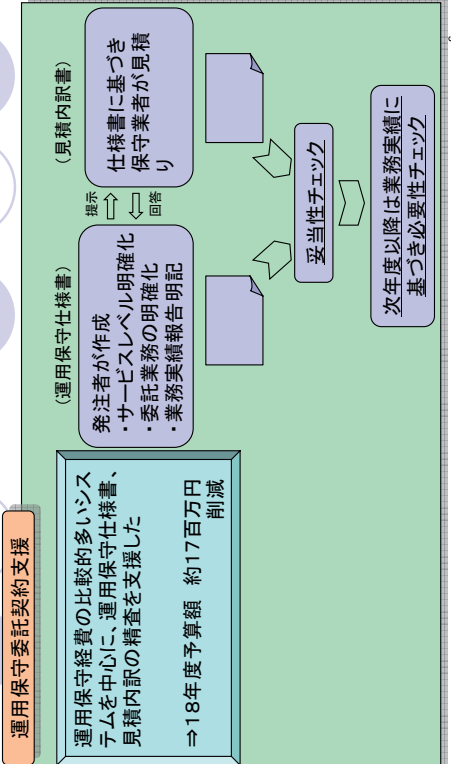 運用保守委託契約支援
運用保守経費の比較的多いシス
テムを中心に、運用保守仕様書、
見積内訳の精査を支援した
⇒18年度予算額 約17百万円
削減
(運用保守仕様書)
発注者が作成
・サービスレベル明確化
・委託業務の明確化
・業務実績報告明記
提示
回答
(見積内訳書)
仕様書に基づき
保守業者が見積
り
妥当性チェック
次年度以降は業務実績に
基づき必要性チェック